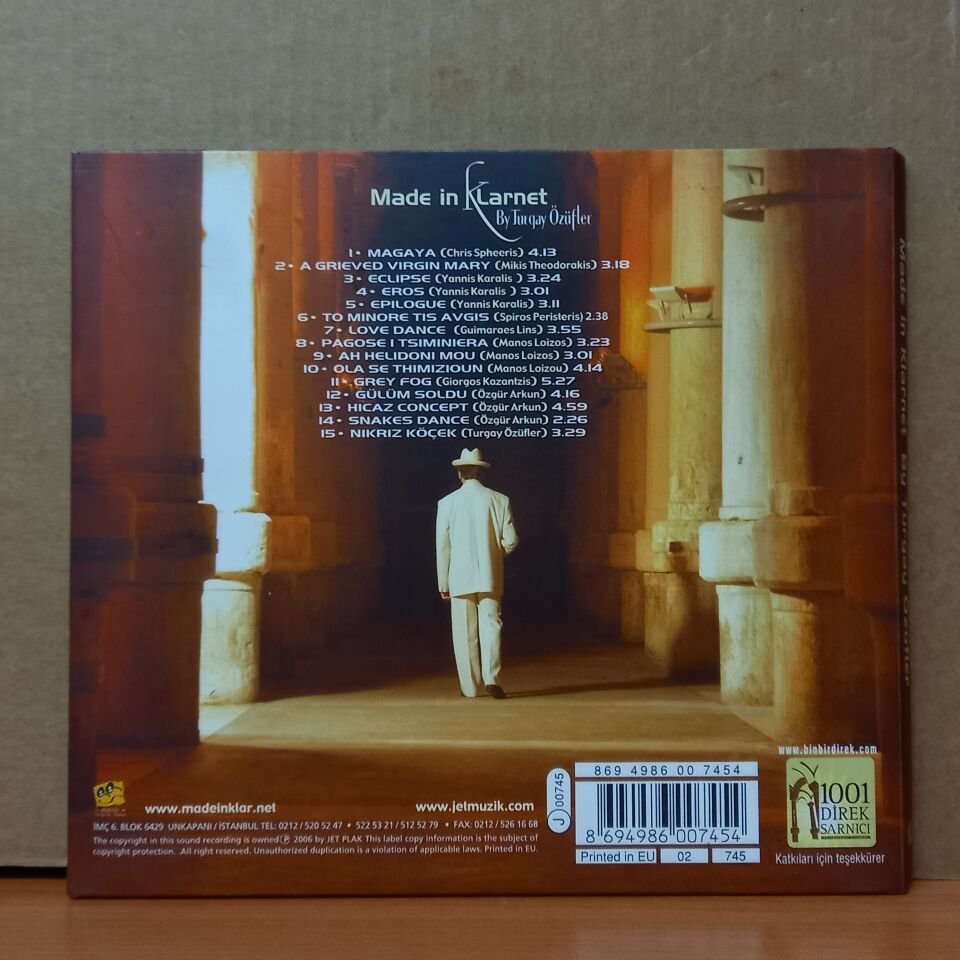 Made in Klarnet
By Turgay Özüfler
1• MAGAYA (Chris Spheeris) 4.13
2• A GRIEVED VIRGIN MARY (Mikis Theodorakis) 3.18
3• ECLIPSE (Yannis Karalis ) 3.24
4• EROS (Yannis Karalis ) 3.01
5• EPILOGUE (Yannis Karalis) 3.11
6• TO MINORE TIS AVGIS (Spiros Peristeris) 2.38
7• LOVE DANCE (Guimaraes Lins) 3.55
8• PAGOSE I TSIMINIERA (Manos Loizos) 3.23
9• AH HELIDONI MOU (Manos Loizos) 3.01
10• OLA SE THIMIZIOUN (Manos Loizou) 4.14
11• GREY FOG (Giorgos Kazantzis) 5.27
12• GÜLÜM SOLDU (Özgür Arkun) 4.16
13• HICAZ CONCEPT (Özgür Arkun) 4.59
14• SNAKES DANCE (Özgür Arkun) 2.26
15• NIKRIZ KÖÇEK (Turgay Özüfler) 3.29
Made in Klarnet By Turgay Özüfler
www.madeinklar.net
www.jetmuzik.com
İMÇ 6. BLOK 6429 UNKAPANI / İSTANBUL TEL: 0212 / 520 52 47 • 522 53 21 / 512 52 79 • FAX: 0212 / 526 16 68
The copyright in this sound recording is owned Ⓟ 2006 by JET PLAK This label copy information is the subject of
copyright protection. .All right reserved. Unauthorized duplication is a violation of applicable laws. Printed in EU.
J 00745
869 4986 00 7454
8 694986 007454
Printed in EU 02 745
www.binbirdirek.com
1001
DİREK
SARNICI
Katkıları için teşekkürer